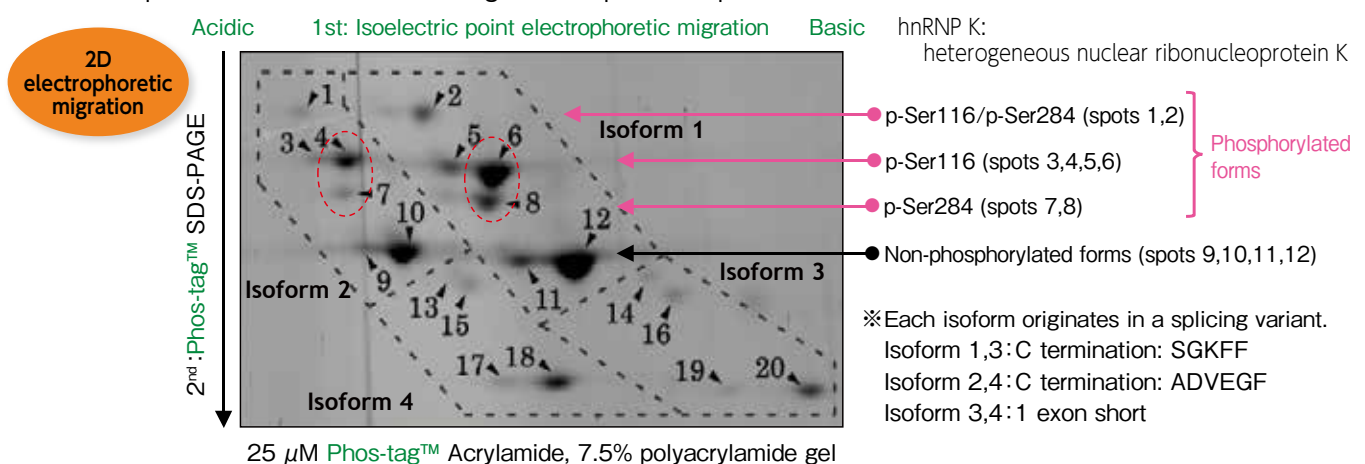 Acidic 1st: Isoelectric point electrophoretic migration Basic
hnRNP K:
heterogeneous nuclear ribonucleoprotein K
2D
electrophoretic
migration
2nd:Phos-tag™ SDS-PAGE
1
2
3
4
5
6
7
8
9
10
11
12
13
14
15
16
17
18
19
20
Isoform 1
Isoform 2
Isoform 3
Isoform 4
p-Ser116/p-Ser284 (spots 1,2)
p-Ser116 (spots 3,4,5,6)
p-Ser284 (spots 7,8)
Phosphorylated
forms
Non-phosphorylated forms (spots 9,10,11,12)
※Each isoform originates in a splicing variant.
Isoform 1,3:C termination: SGKFF
Isoform 2,4:C termination: ADVEGF
Isoform 3,4:1 exon short
25 μM Phos-tag™ Acrylamide, 7.5% polyacrylamide gel